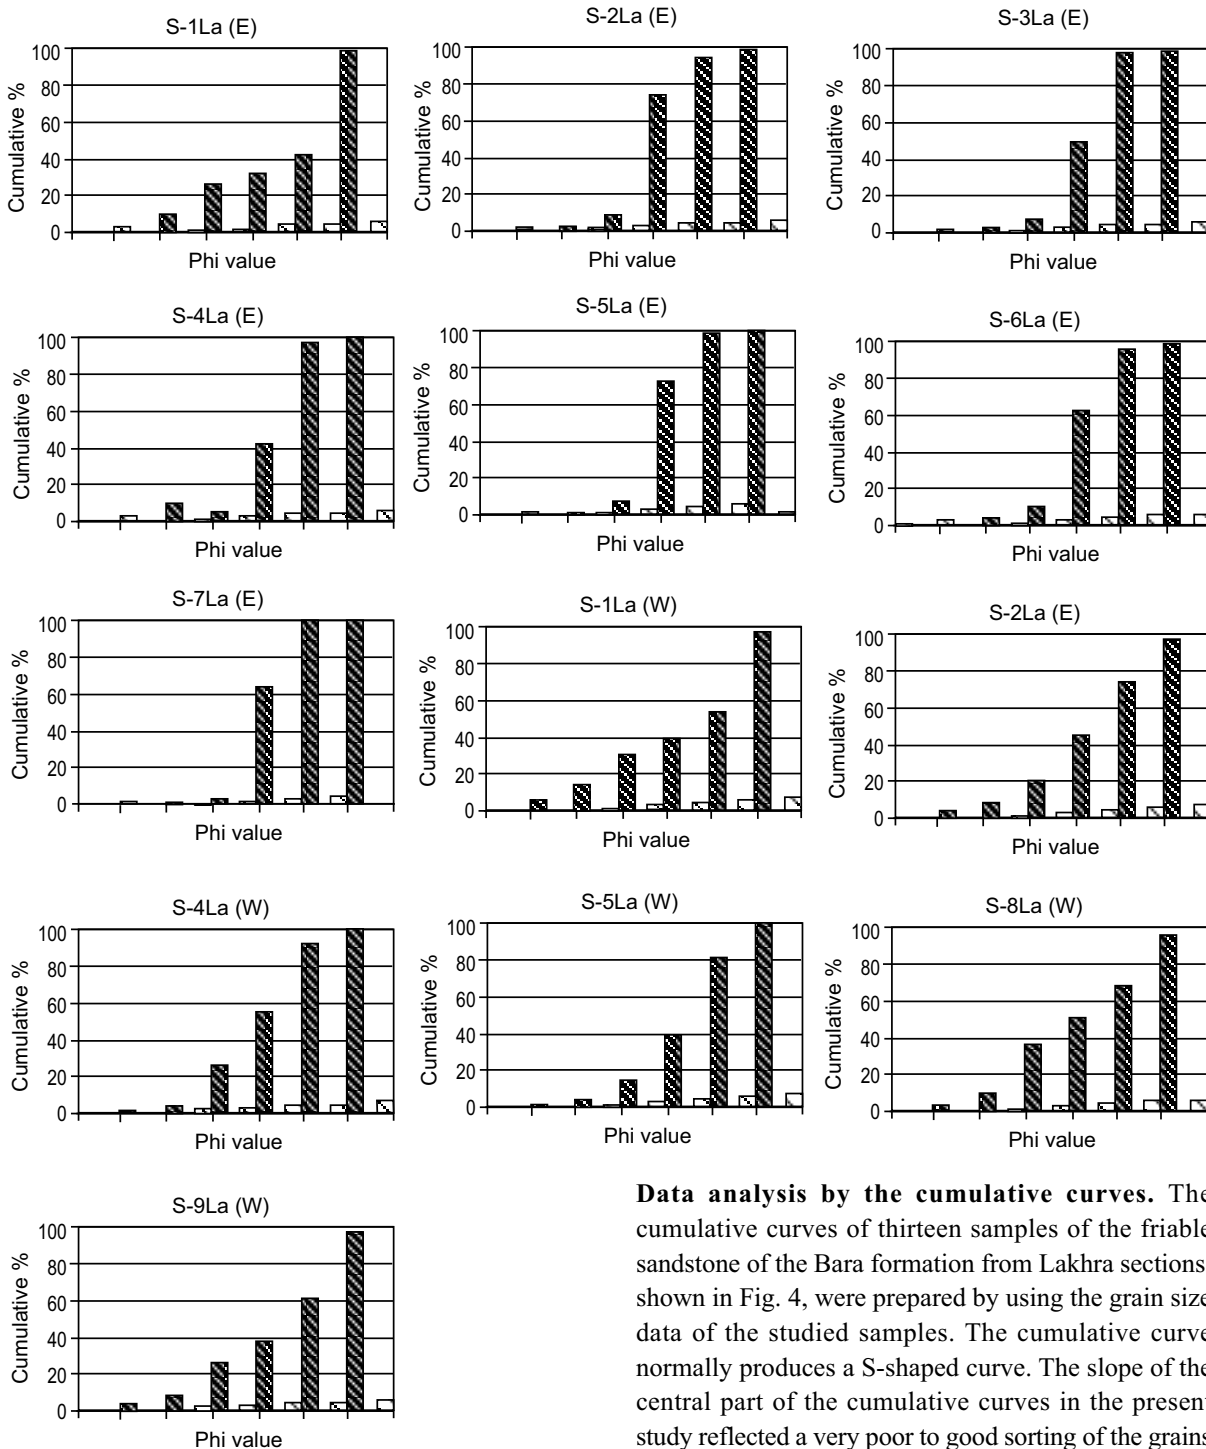 S-1La (E)
100
80
60
40
20
0
Cumulative %
Phi value
S-2La (E)
100
80
60
40
20
0
Cumulative %
Phi value
S-3La (E)
100
80
60
40
20
0
Cumulative %
Phi value
S-4La (E)
100
80
60
40
20
0
Cumulative %
Phi value
S-5La (E)
100
80
60
40
20
0
Cumulative %
Phi value
S-6La (E)
100
80
60
40
20
0
Cumulative %
Phi value
S-7La (E)
100
80
60
40
20
0
Cumulative %
Phi value
S-1La (W)
100
80
60
40
20
0
Cumulative %
Phi value
S-2La (E)
100
80
60
40
20
0
Cumulative %
Phi value
S-4La (W)
100
80
60
40
20
0
Cumulative %
Phi value
S-5La (W)
100
80
60
40
20
0
Cumulative %
Phi value
S-8La (W)
100
80
60
40
20
0
Cumulative %
Phi value
S-9La (W)
100
80
60
40
20
0
Cumulative %
Phi value
Data analysis by the cumulative curves. The
cumulative curves of thirteen samples of the friable
sandstone of the Bara formation from Lakhra sections
shown in Fig. 4, were prepared by using the grain size
data of the studied samples. The cumulative curve
normally produces a S-shaped curve. The slope of the
central part of the cumulative curves in the present
study reflected a very poor to good sorting of the grains